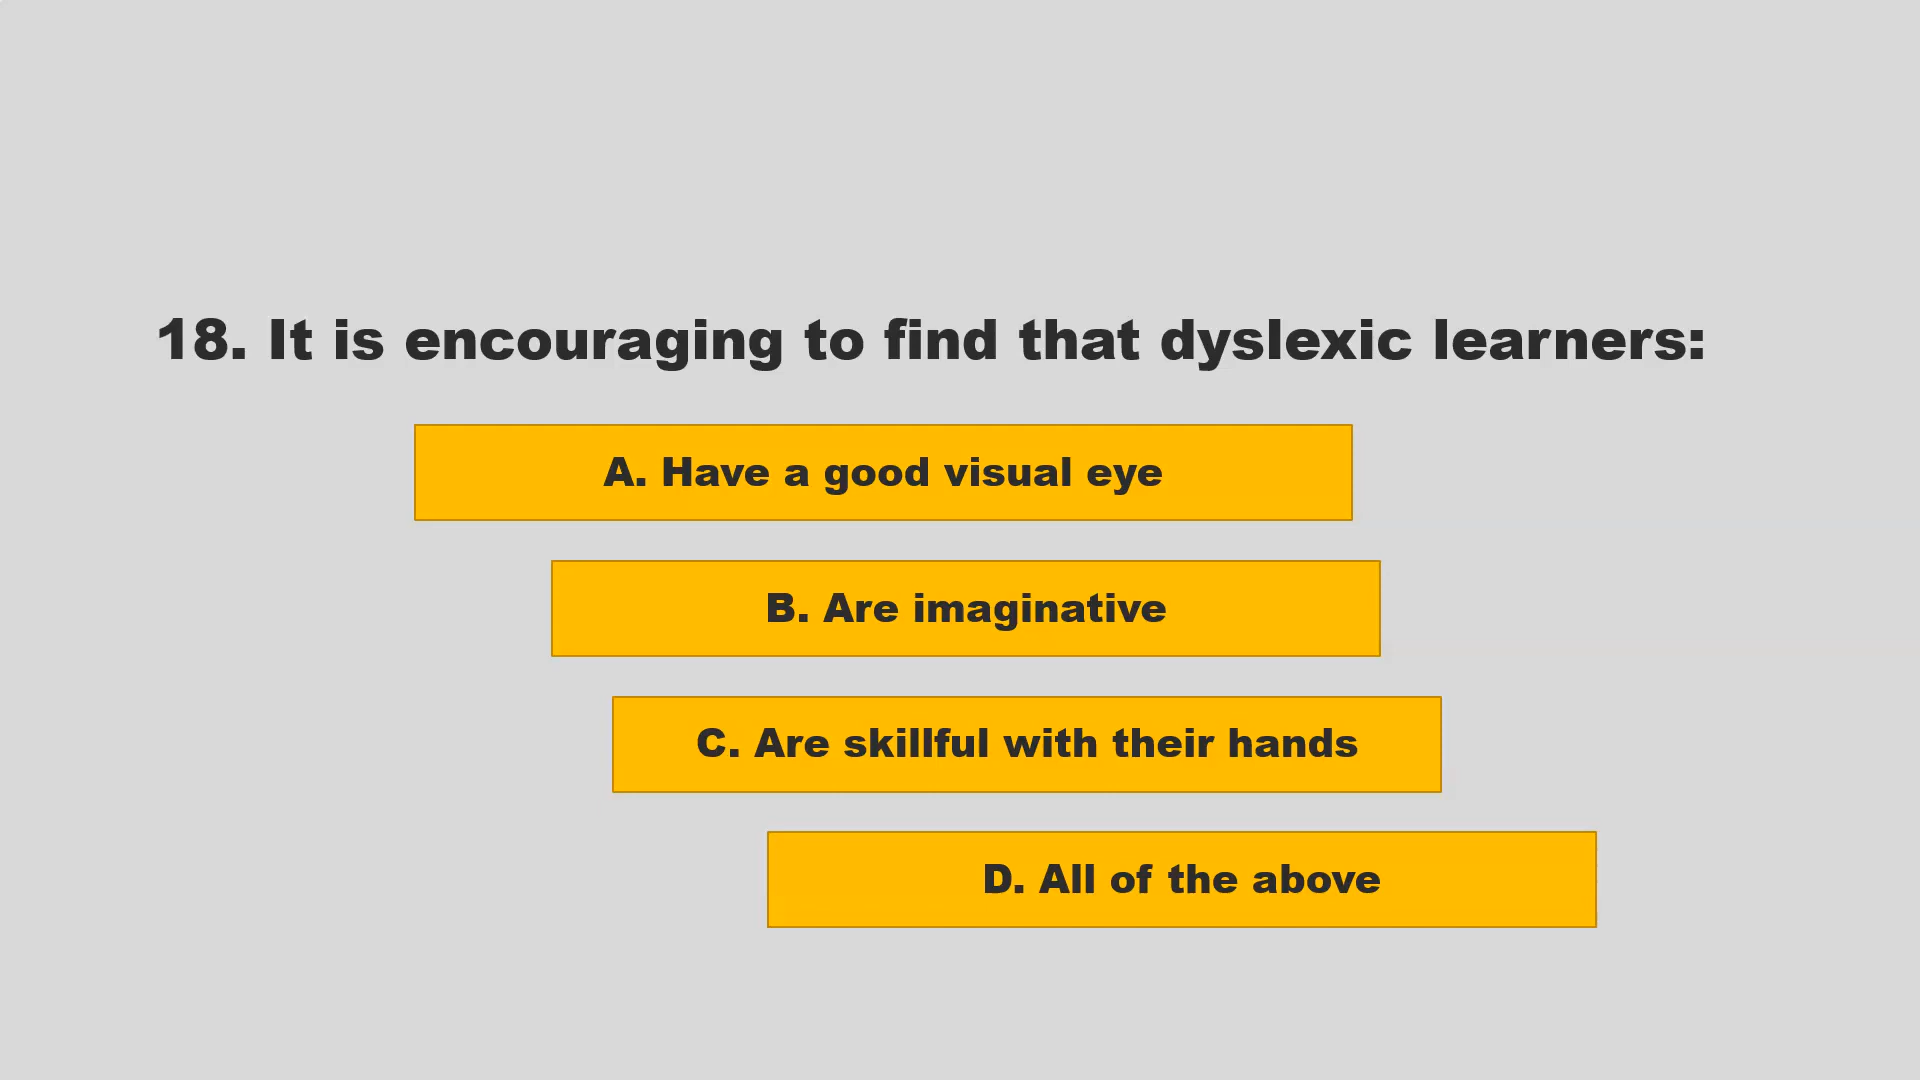 18. It is encouraging to find that dyslexic learners:
A. Have a good visual eye
B. Are imaginative
C. Are skillful with their hands
D. All of the above